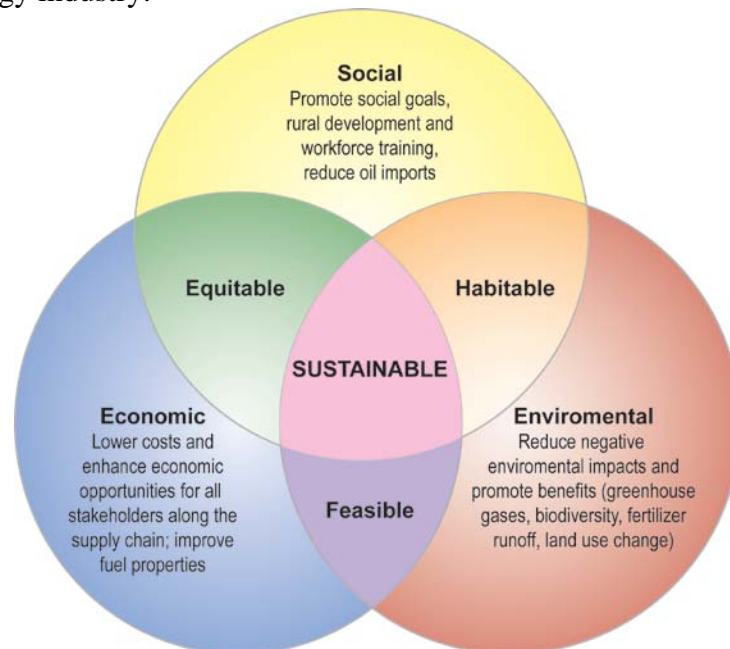 gy industry.
Social
Promote social goals,
rural development and
workforce training,
reduce oil imports
Equitable
Habitable
SUSTAINABLE
Economic
Lower costs and
enhance economic
opportunities for all
stakeholders along the
supply chain; improve
fuel properties
Enviromental
Reduce negative
enviromental impacts and
promote benefits (greenhouse
gases, biodiversity, fertilizer
runoff, land use change)
Feasible